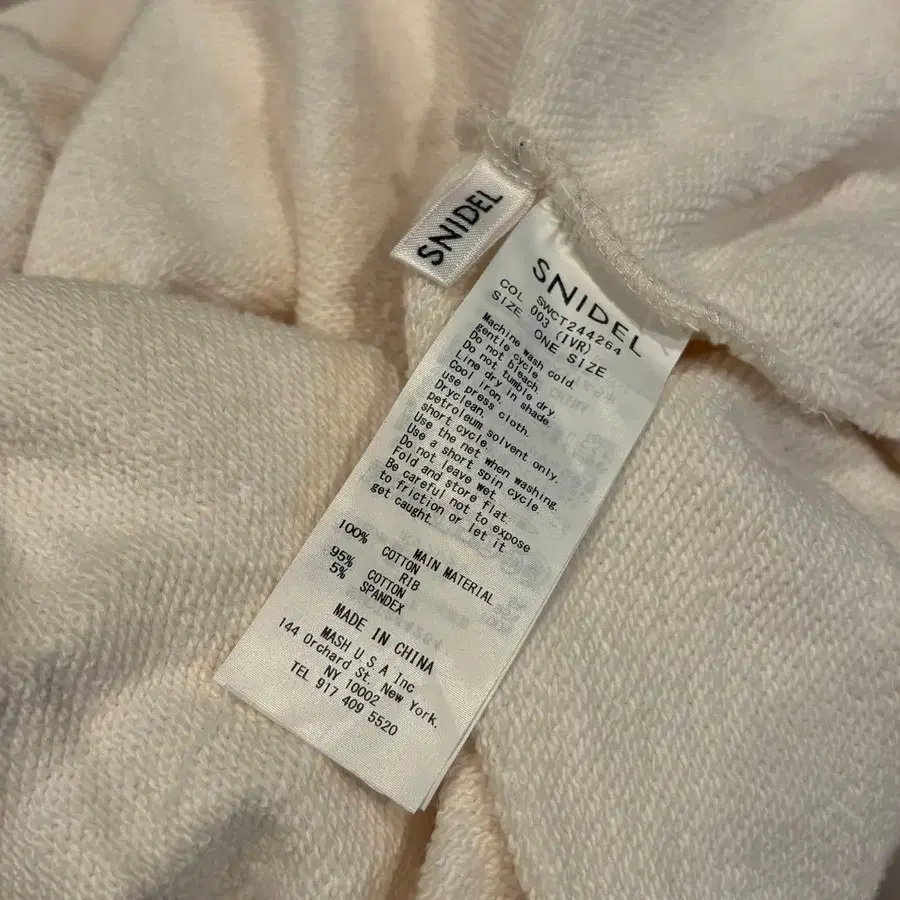 SNIDEL
SNIDEL
SWCT244264
COL 003 (IVR)
SIZE ONE SIZE
Machine wash cold.
gentle cycle.
Do not bleach.
Do not tumble dry.
Line dry in shade.
Cool iron.
use press cloth.
Dryclean.
petroleum solvent only.
short cycle.
Use the net when washing.
Use a short spin cycle.
Do not leave wet.
Fold and store flat.
Be careful not to expose
to friction or let it
get caught.
MAIN MATERIAL
100% COTTON
RIB
95% COTTON
5% SPANDEX
MADE IN CHINA
MASH U.S.A Inc
144 Orchard St. New York.
NY 10002
TEL 917 409 5520